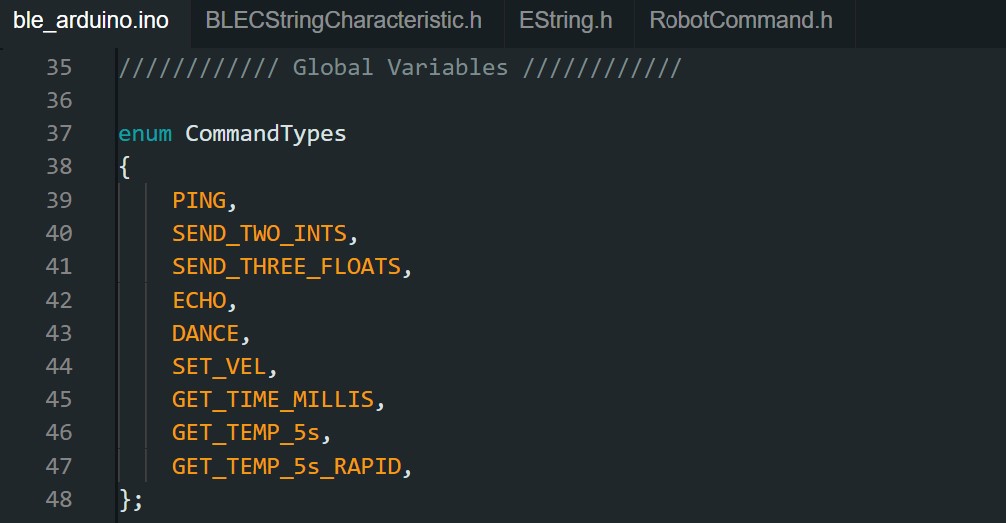 ble_arduino.ino BLECStringCharacteristic.h EString.h RobotCommand.h
35 //////////// Global Variables ////////////
36
37 enum CommandTypes
38 {
39 PING,
40 SEND_TWO_INTS,
41 SEND_THREE_FLOATS,
42 ECHO,
43 DANCE,
44 SET_VEL,
45 GET_TIME_MILLIS,
46 GET_TEMP_5s,
47 GET_TEMP_5s_RAPID,
48 };